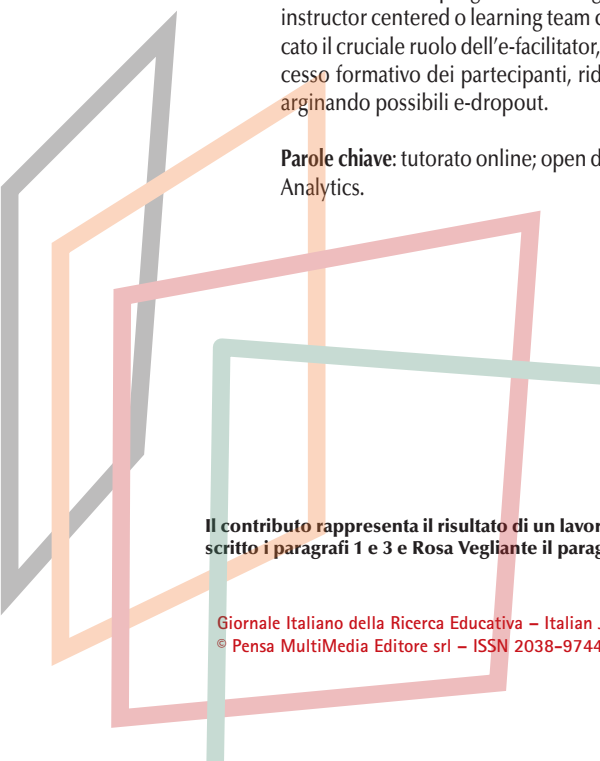 instructor centered o learning team
cato il cruciale ruolo dell’e-facilitator,
cesso formativo dei partecipanti, rid
arginando possibili e-dropout.
Parole chiave: tutorato online; open d
Analytics.
Il contributo rappresenta il risultato di un lavor
scritto i paragrafi 1 e 3 e Rosa Vegliante il parag
Giornale Italiano della Ricerca Educativa – Italian
© Pensa MultiMedia Editore srl – ISSN 2038-9744